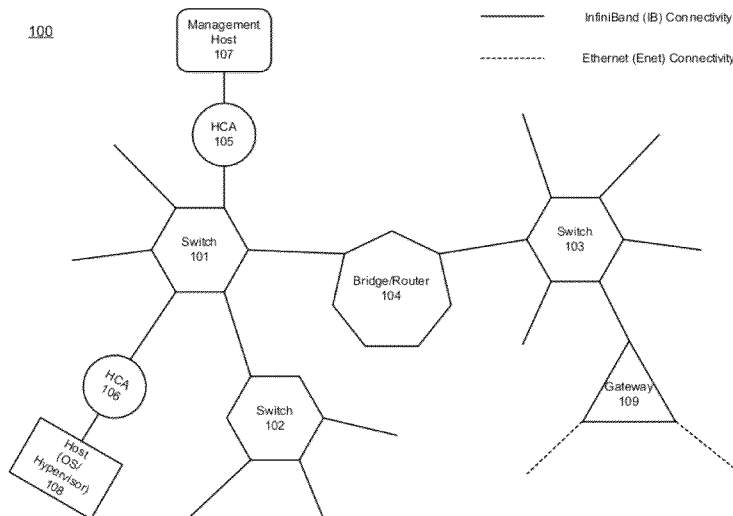 100
Management
Host
107
InfiniBand (IB) Connectivity
Ethernet (Enet) Connectivity
HCA
105
Switch
101
Bridge/Router
104
Switch
103
HCA
106
Switch
102
Gateway
109
Host
(OS/
Hypervisor)
108